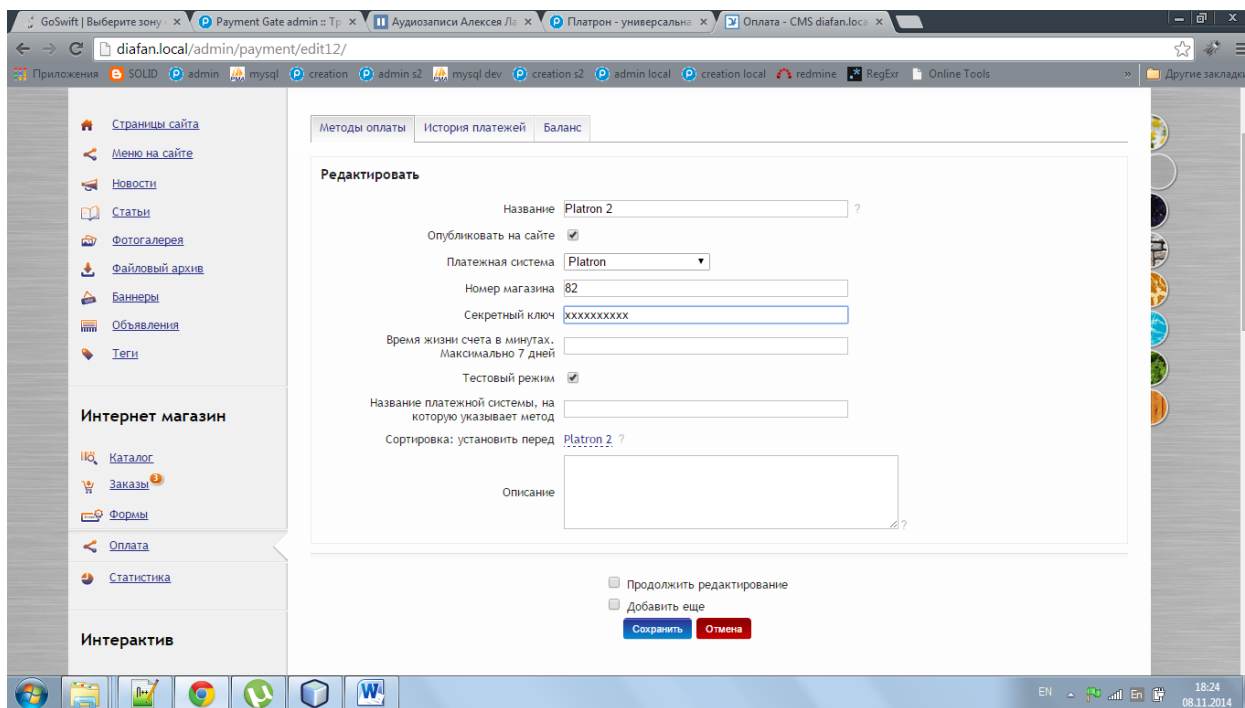 GoSwift | Выберите зону
Payment Gate admin :: Тр
Аудиозаписи Алексея Ла
Платрон - универсальна
Оплата - CMS diafan.loca
diafan.local/admin/payment/edit12/
Приложения SOLID admin mysql creation admin s2 mysql dev creation s2 admin local creation local redmine RegExr Online Tools » Другие закладки
Страницы сайта
Меню на сайте
Новости
Статьи
Фотогалерея
Файловый архив
Баннеры
Объявления
Теги
Интернет магазин
Каталог
Заказы 3
Формы
Оплата
Статистика
Интерактив
Методы оплаты История платежей Баланс
Редактировать
Название Platron 2 ?
Опубликовать на сайте
Платежная система Platron
Номер магазина 82
Секретный ключ xxxxxxxxxx
Время жизни счета в минутах.
Максимально 7 дней
Тестовый режим
Название платежной системы, на
которую указывает метод
Сортировка: установить перед Platron 2 ?
Описание ?
Продолжить редактирование
Добавить еще
Сохранить Отмена
EN En 18:24
08.11.2014